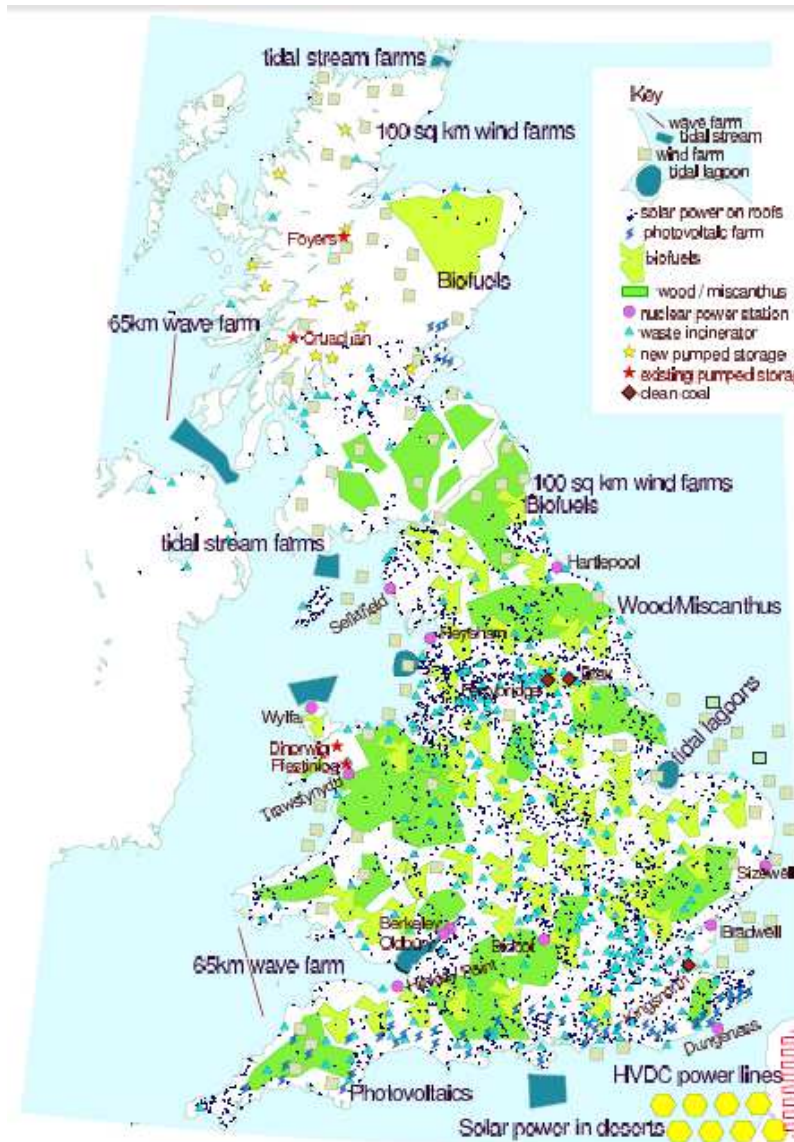 tidal stream farms
Key
wave farm
tidal stream
wind farm
tidal lagoon
solar power on roofs
photovoltaic farm
biofuels
wood / miscanthus
nuclear power station
waste incinerator
new pumped storage
existing pumped storag
clean coal
100 sq km wind farms
Foyers
Biofuels
65km wave farm
Cruachan
100 sq km wind farms
Biofuels
tidal stream farms
Hartlepool
Sellafield
Wood/Miscanthus
Heysham
Drax
Ferrybridge
tidal lagoons
Wylfa
Dinorwig
Ffestiniog
Trawsfynydd
Sizewell
Berkeley
Oldbury
Didcot
Bradwell
65km wave farm
Hinkley Point
Kingsnorth
Dungeness
Photovoltaics
HVDC power lines
Solar power in deserts